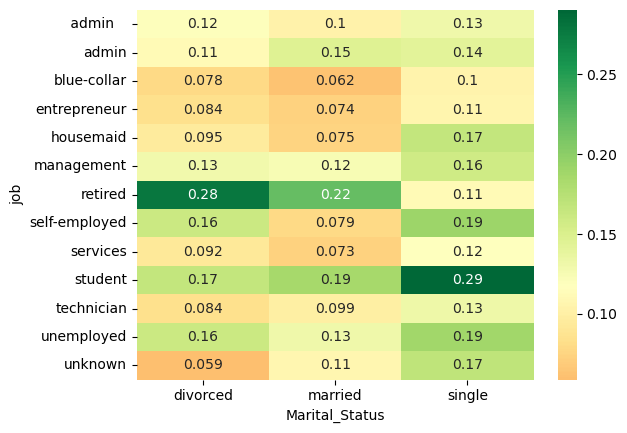 admin 0.12 0.1 0.13
admin 0.11 0.15 0.14 0.25
blue-collar 0.078 0.062 0.1
entrepreneur 0.084 0.074 0.11
housemaid 0.095 0.075 0.17 0.20
management 0.13 0.12 0.16
job retired 0.28 0.22 0.11
self-employed 0.16 0.079 0.19 0.15
services 0.092 0.073 0.12
student 0.17 0.19 0.29
technician 0.084 0.099 0.13 0.10
unemployed 0.16 0.13 0.19
unknown 0.059 0.11 0.17
divorced married single
Marital_Status